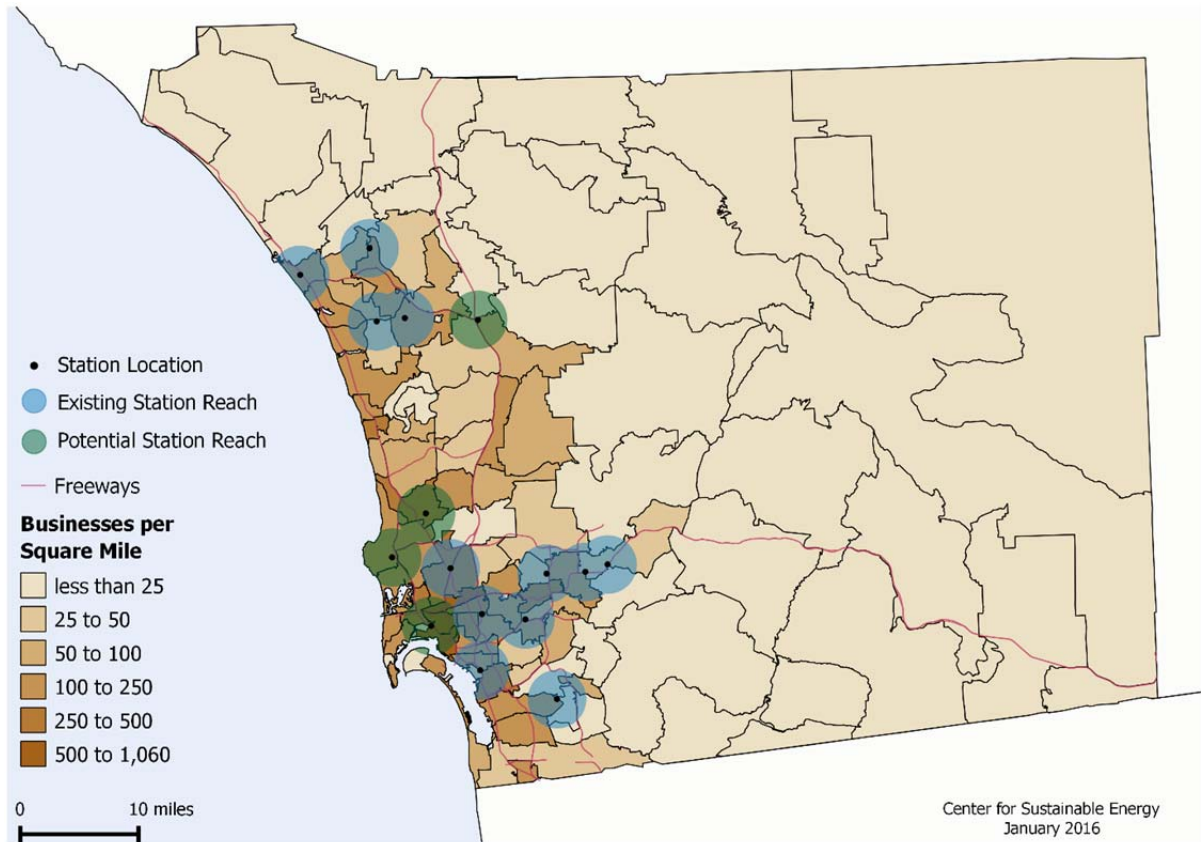 Station Location
Existing Station Reach
Potential Station Reach
Freeways
Businesses per
Square Mile
less than 25
25 to 50
50 to 100
100 to 250
250 to 500
500 to 1,060
0 10 miles
Center for Sustainable Energy
January 2016